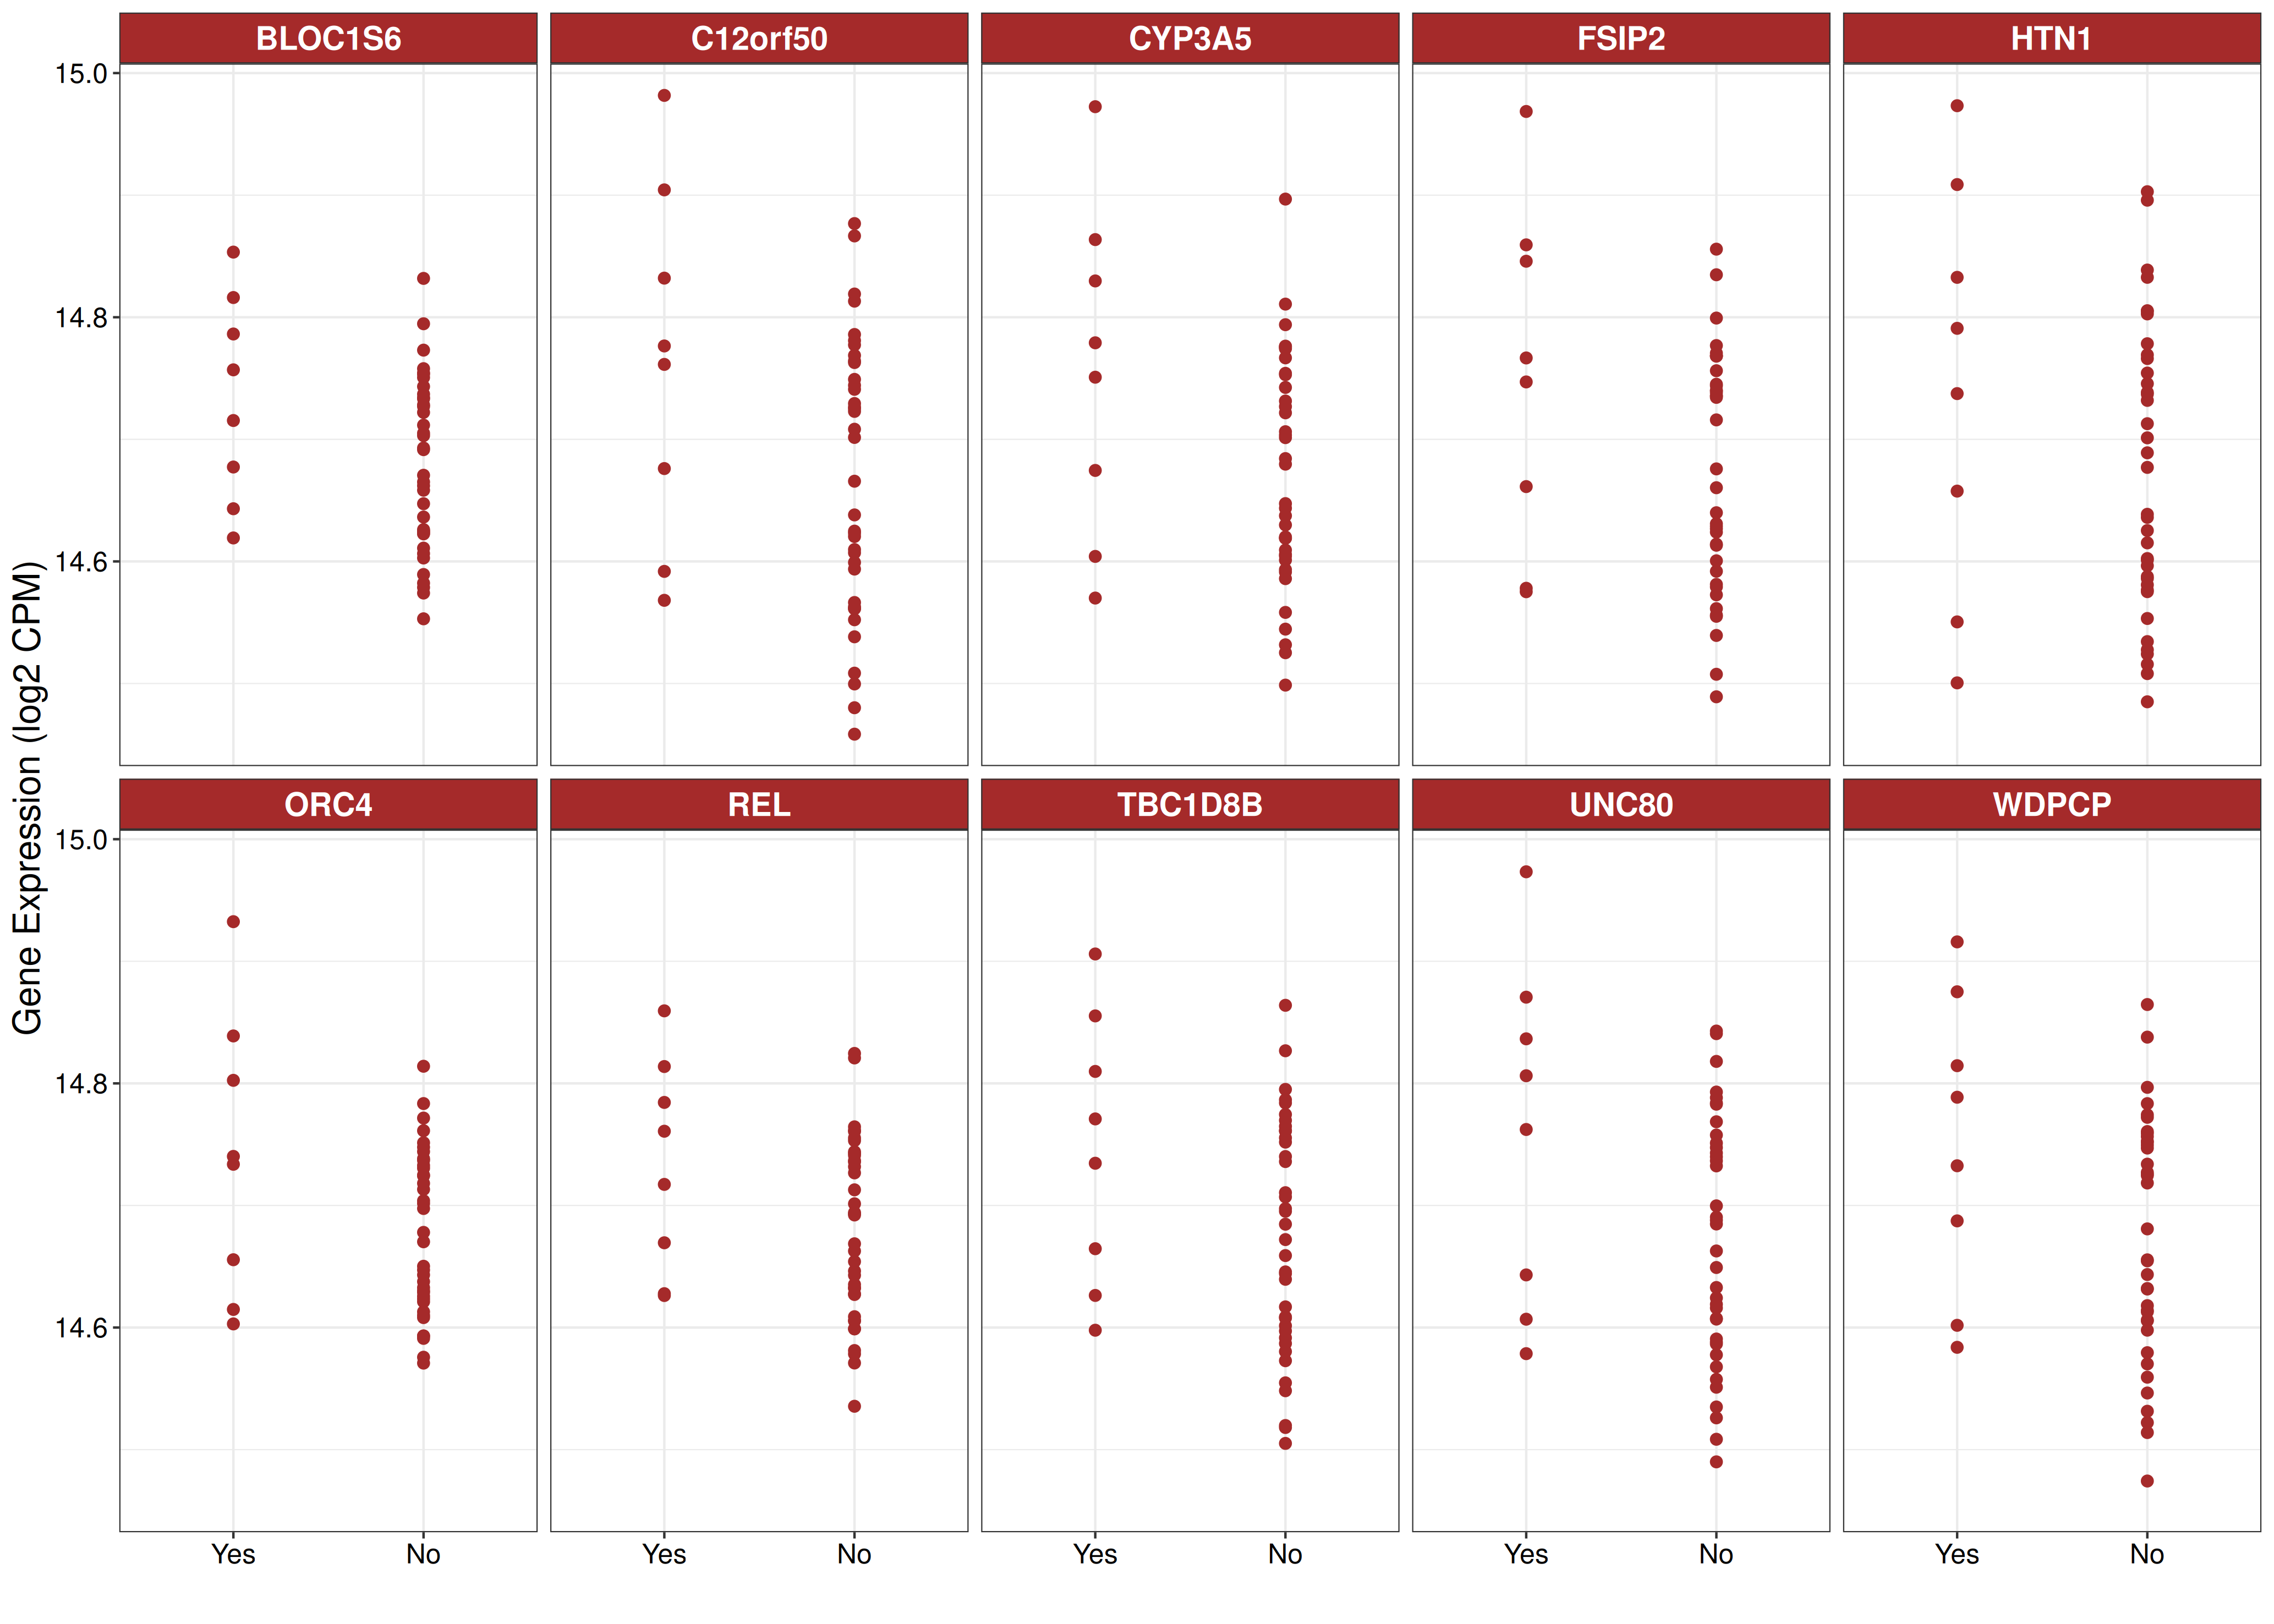 BLOC1S6 C12orf50 CYP3A5 FSIP2 HTN1
15.0
14.8
14.6
Gene Expression (log2 CPM)
ORC4 REL TBC1D8B UNC80 WDPCP
15.0
14.8
14.6
Yes No Yes No Yes No Yes No Yes No